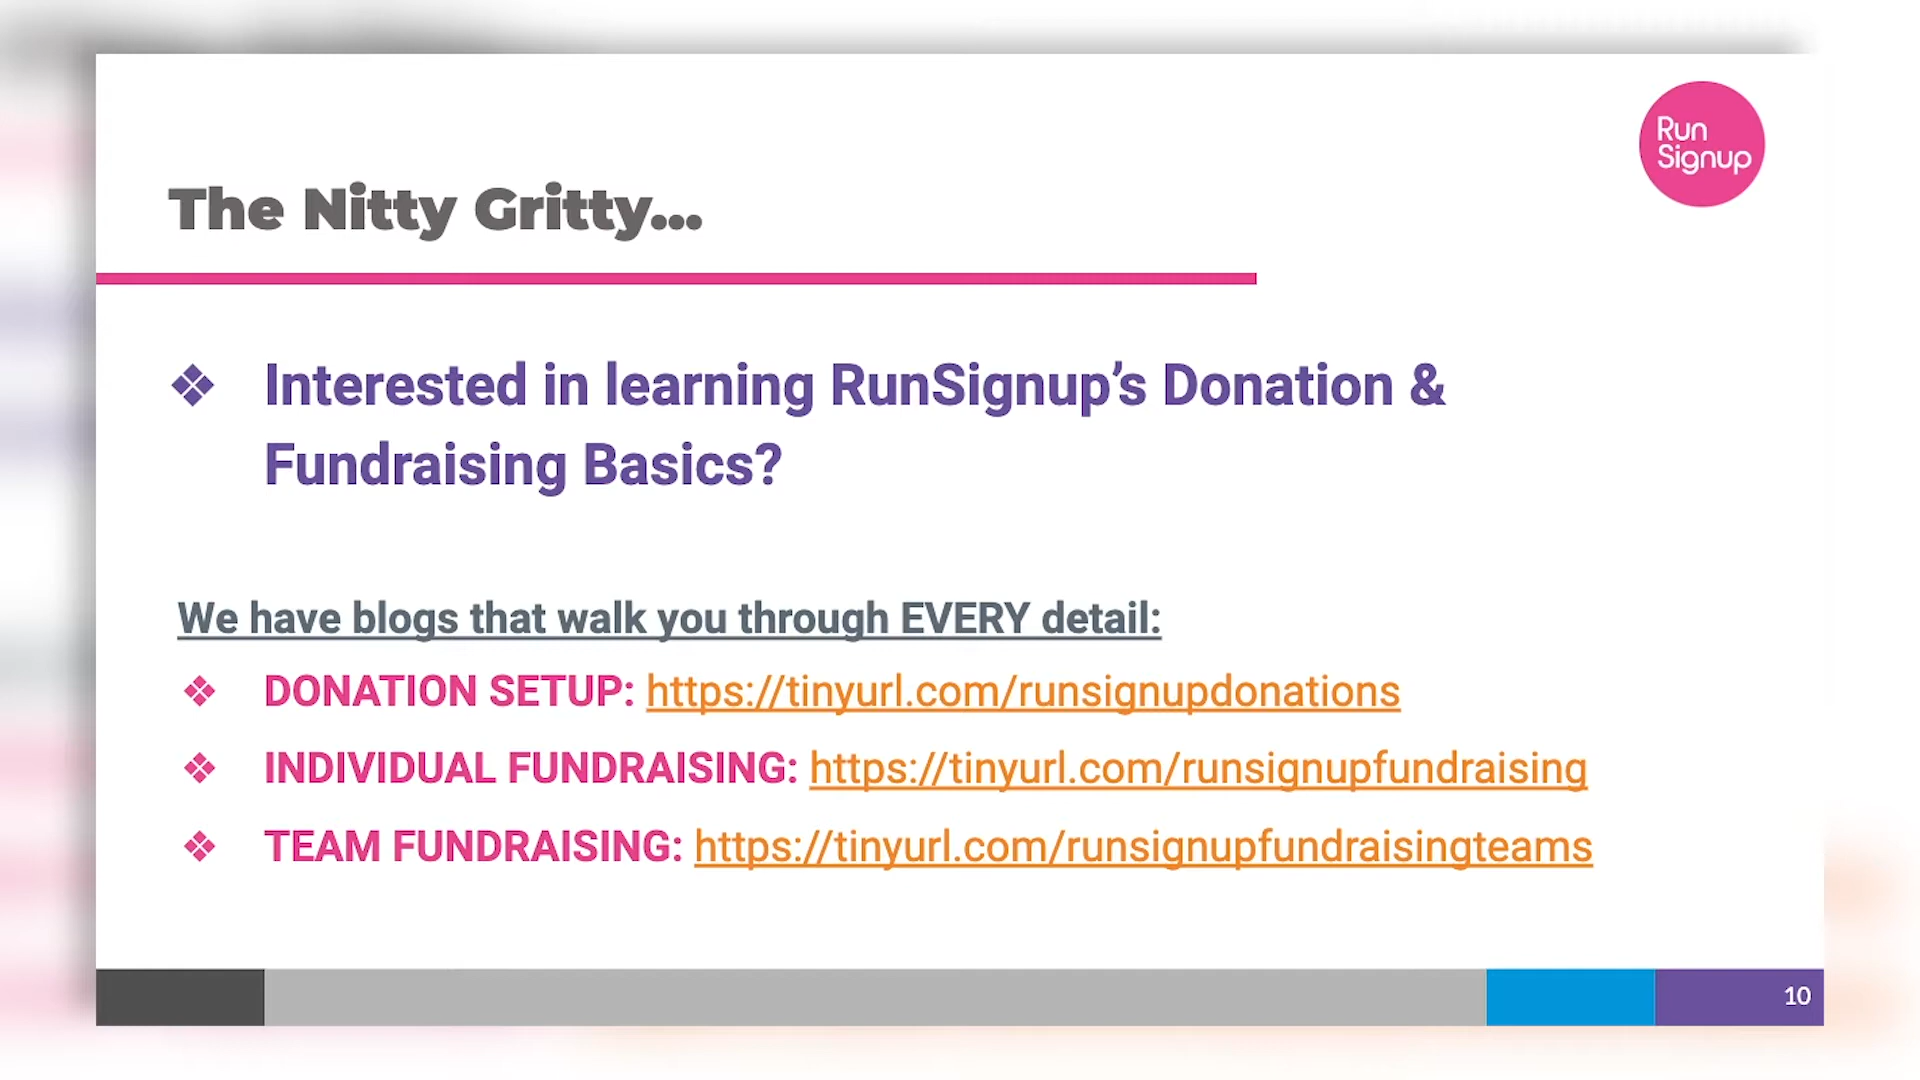 Run
Signup
The Nitty Gritty...
❖ Interested in learning RunSignup’s Donation &
Fundraising Basics?
We have blogs that walk you through EVERY detail:
❖ DONATION SETUP: https://tinyurl.com/runsignupdonations
❖ INDIVIDUAL FUNDRAISING: https://tinyurl.com/runsignupfundraising
❖ TEAM FUNDRAISING: https://tinyurl.com/runsignupfundraisingteams
10